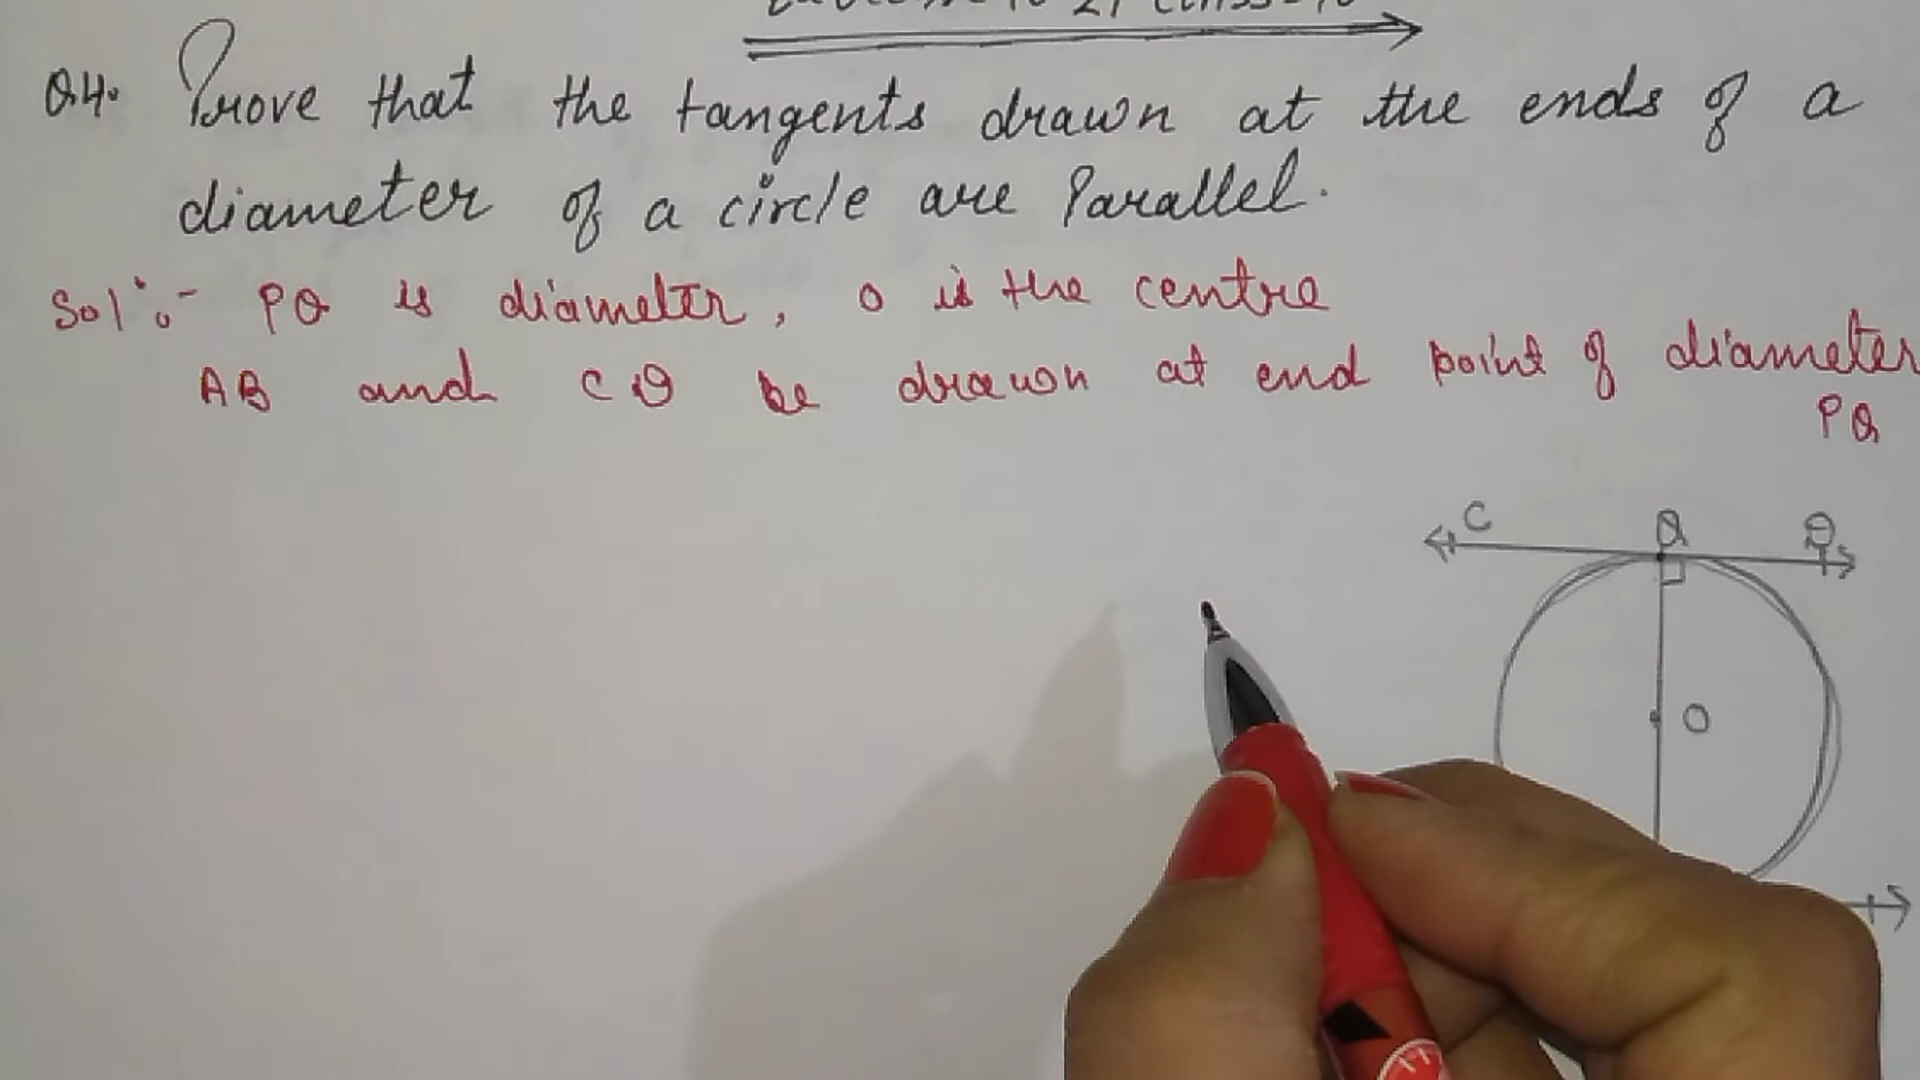 Q4. Prove that the tangents drawn at the ends of a
diameter of a circle are Parallel.
Sol:- PQ is diameter, O is the centre
AB and CD be drawn at end point of diameter
PQ
C Q D
O